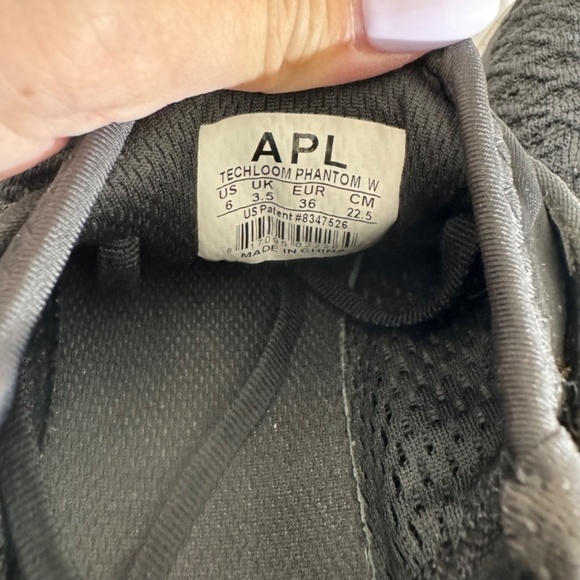 APL
TECHLOOM PHANTOM W
US UK EUR CM
6 3.5 36 22.5
US Patent #8347526
MADE IN CHINA